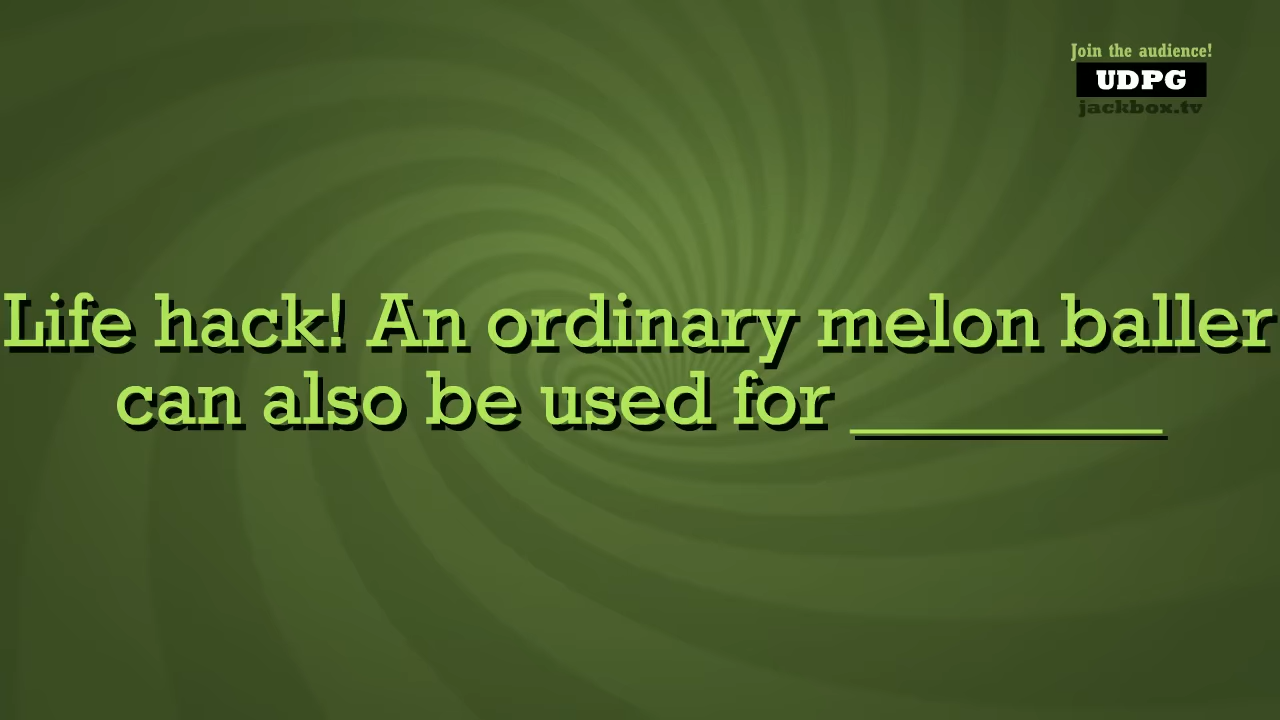 Join the audience!
UDPG
jackbox.tv
Life hack! An ordinary melon baller
can also be used for ________